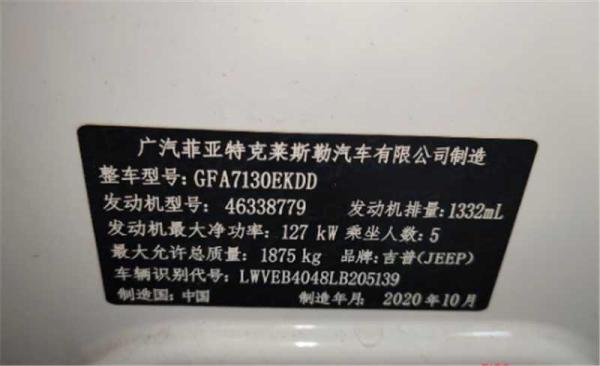 广汽菲亚特克莱斯勒汽车有限公司制造
整车型号:GFA7130EKDD
发动机型号:46338779 发动机排量:1332mL
发动机最大净功率:127 kW 乘坐人数:5
最大允许总质量:1875 kg 品牌:吉普(JEEP)
车辆识别代号:LWVEB4048LB205139
制造国:中国 制造年月:2020年10月